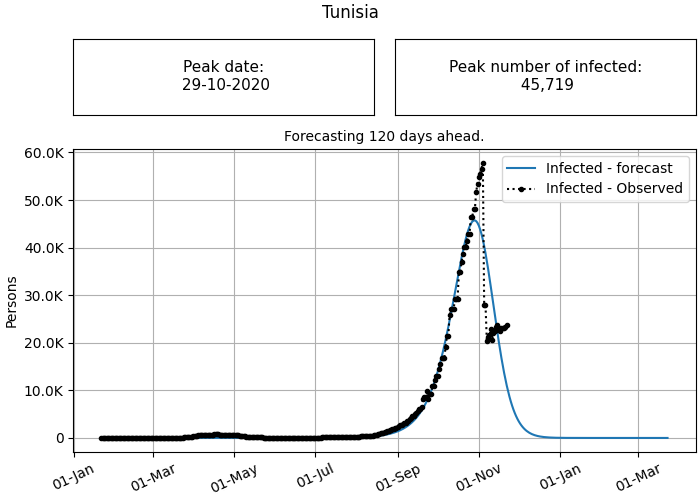 Tunisia
Peak date:
29-10-2020
Peak number of infected:
45,719
Forecasting 120 days ahead.
Infected - forecast
Infected - Observed
Persons
60.0K
50.0K
40.0K
30.0K
20.0K
10.0K
0
01-Jan
01-Mar
01-May
01-Jul
01-Sep
01-Nov
01-Jan
01-Mar